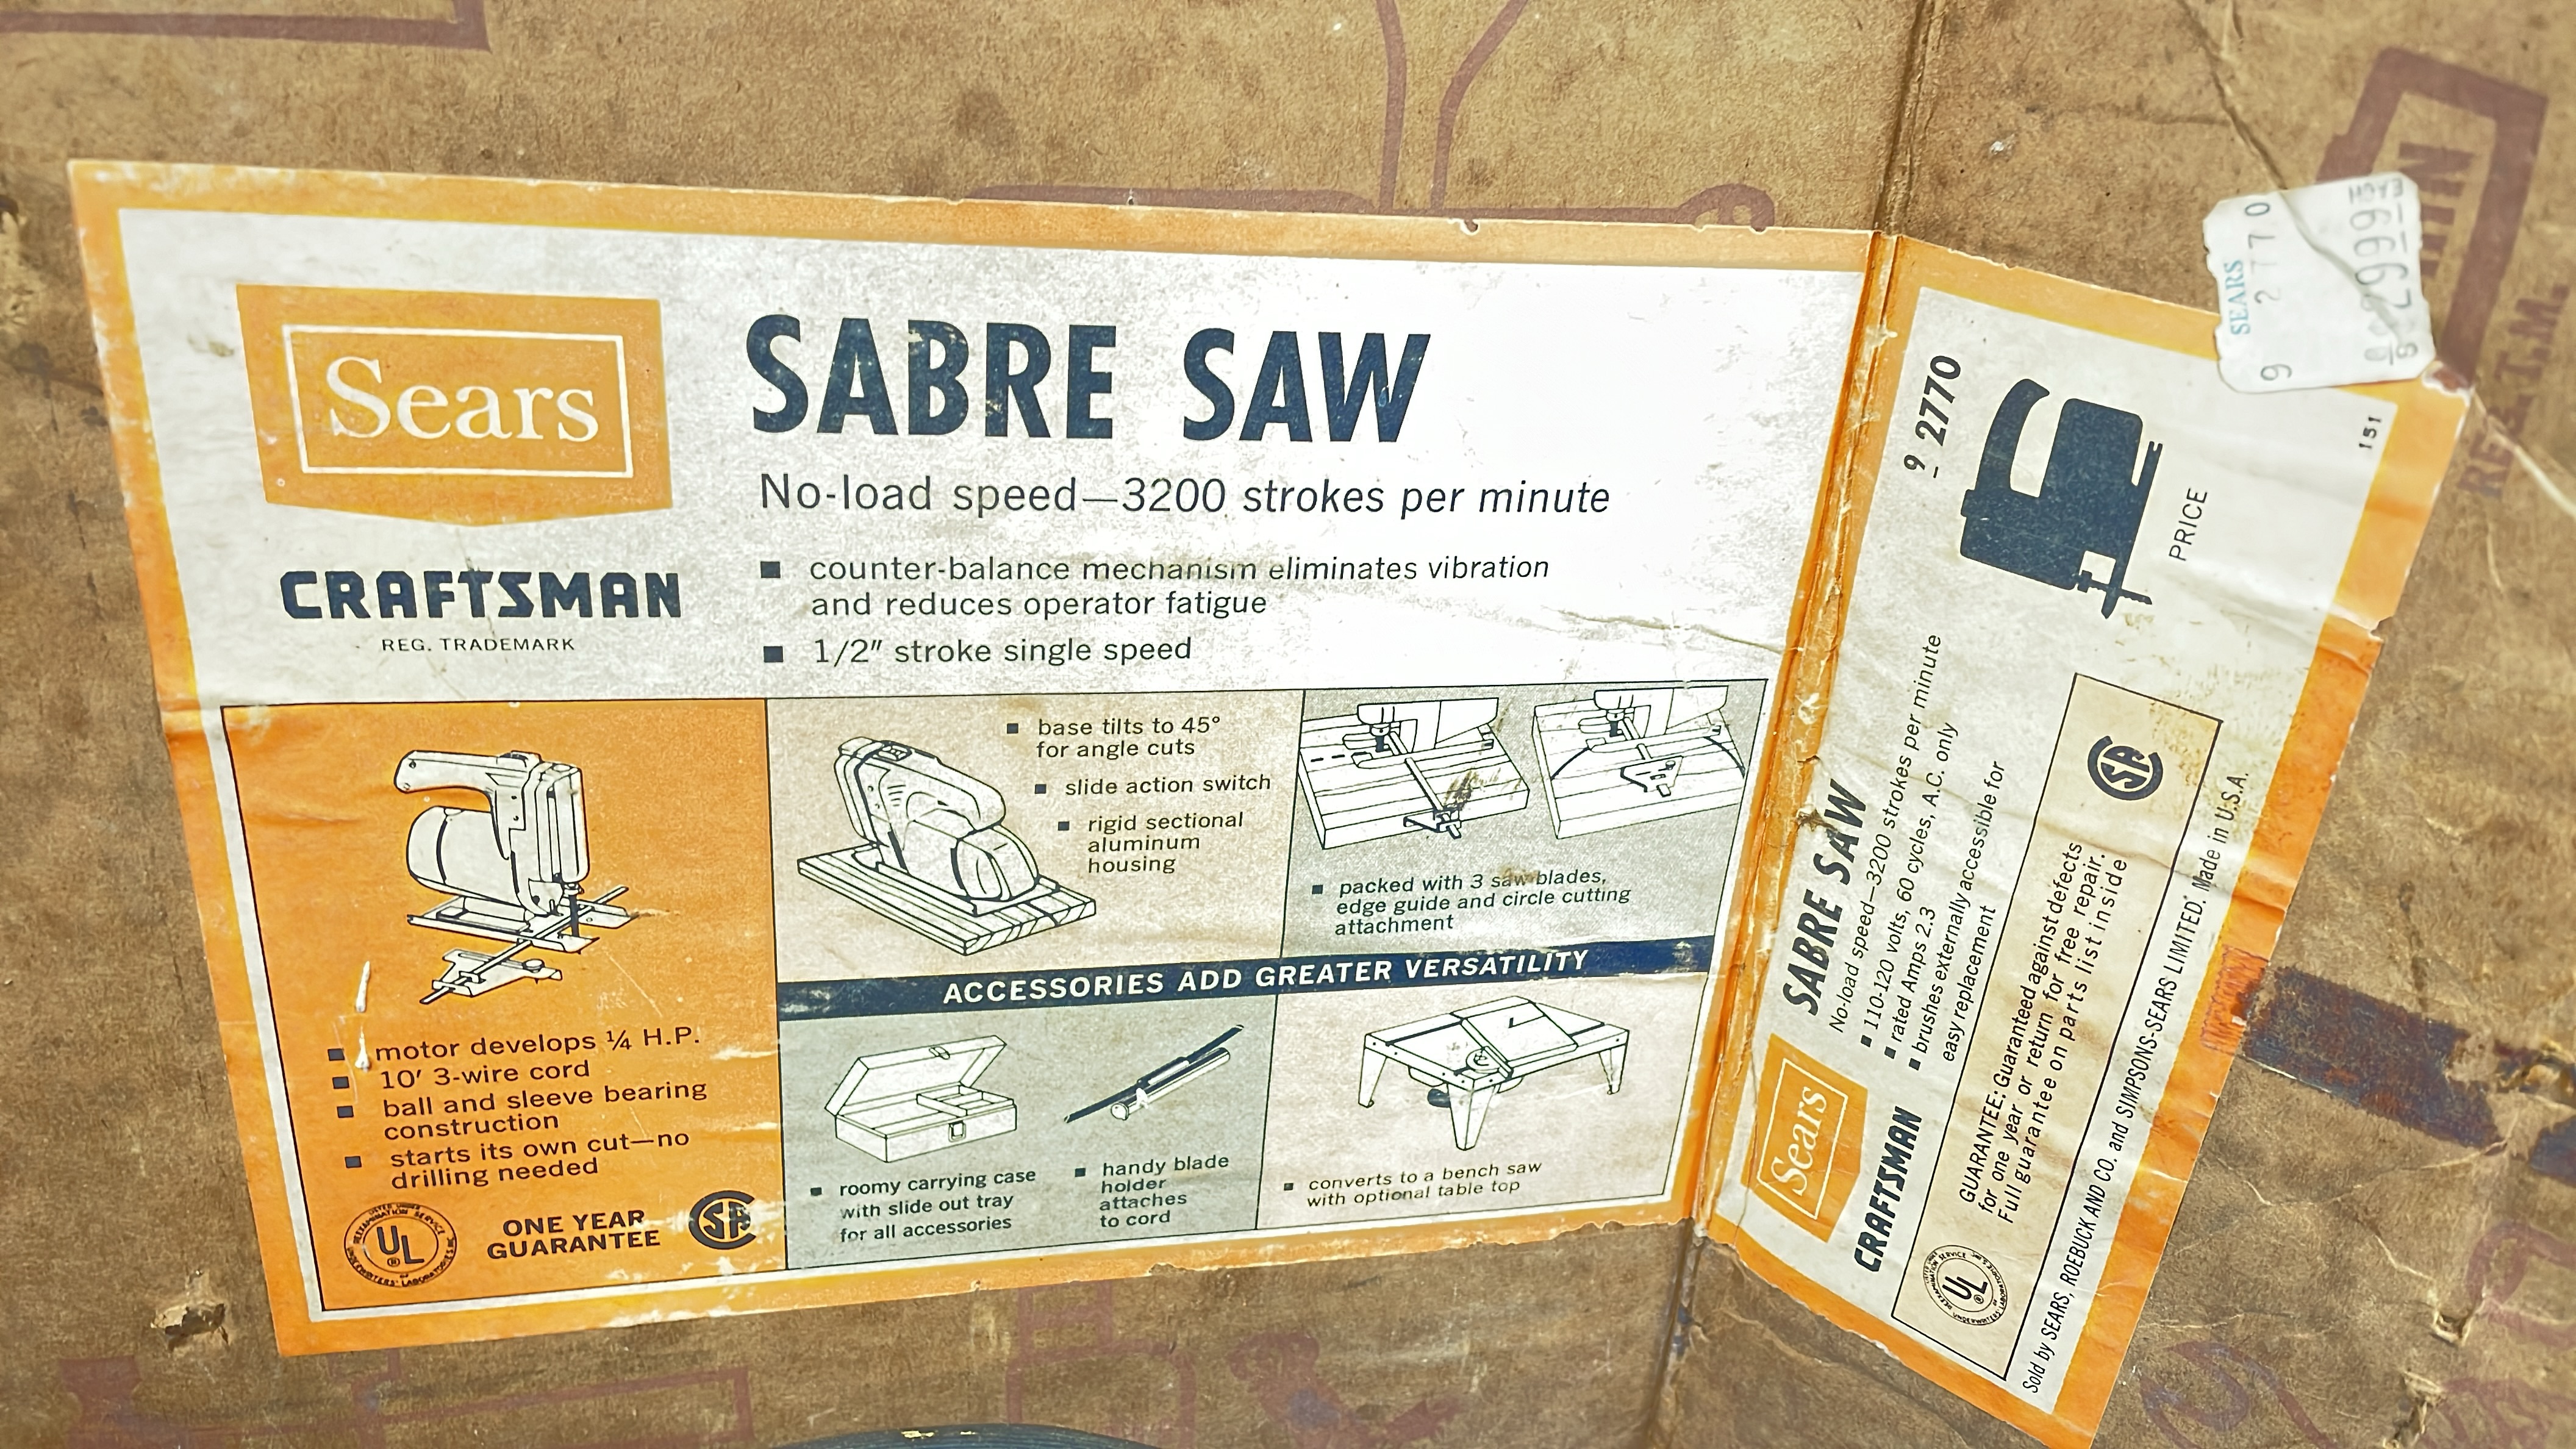 Sears
CRAFTSMAN
REG. TRADEMARK
SABRE SAW
No-load speed—3200 strokes per minute
■ counter-balance mechanism eliminates vibration
and reduces operator fatigue
■ 1/2″ stroke single speed
■ motor develops ¼ H.P.
■ 10′ 3-wire cord
■ ball and sleeve bearing
construction
■ starts its own cut—no
drilling needed
UL
®
ONE YEAR
GUARANTEE
SA
■ base tilts to 45°
for angle cuts
■ slide action switch
■ rigid sectional
aluminum
housing
■ packed with 3 saw blades,
edge guide and circle cutting
attachment
ACCESSORIES ADD GREATER VERSATILITY
■ roomy carrying case
with slide out tray
for all accessories
■ handy blade
holder
attaches
to cord
■ converts to a bench saw
with optional table top
Sears
CRAFTSMAN
SABRE SAW
No-load speed—3200 strokes per minute
■ 110-120 volts, 60 cycles, A.C. only
■ rated Amps 2.3
■ brushes externally accessible for
easy replacement
9 2770
PRICE
151
UL
®
GUARANTEE: Guaranteed against defects
for one year or return for free repair.
Full guarantee on parts list inside
SA
Sold by SEARS, ROEBUCK AND CO. and SIMPSONS-SEARS LIMITED. Made in U.S.A.
SEARS
9 2770
2999
REG. T.M.